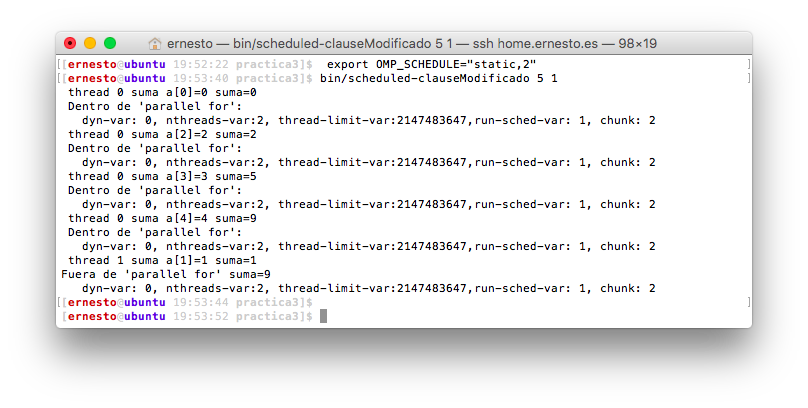 ernesto — bin/scheduled-clauseModificado 5 1 — ssh home.ernesto.es — 98×19
[[ernesto@ubuntu 19:52:22 practica3]$  export OMP_SCHEDULE="static,2" ]
[[ernesto@ubuntu 19:53:40 practica3]$ bin/scheduled-clauseModificado 5 1 ]
thread 0 suma a[0]=0 suma=0
Dentro de 'parallel for':
dyn-var: 0, nthreads-var:2, thread-limit-var:2147483647,run-sched-var: 1, chunk: 2
thread 0 suma a[2]=2 suma=2
Dentro de 'parallel for':
dyn-var: 0, nthreads-var:2, thread-limit-var:2147483647,run-sched-var: 1, chunk: 2
thread 0 suma a[3]=3 suma=5
Dentro de 'parallel for':
dyn-var: 0, nthreads-var:2, thread-limit-var:2147483647,run-sched-var: 1, chunk: 2
thread 0 suma a[4]=4 suma=9
Dentro de 'parallel for':
dyn-var: 0, nthreads-var:2, thread-limit-var:2147483647,run-sched-var: 1, chunk: 2
thread 1 suma a[1]=1 suma=1
Fuera de 'parallel for' suma=9
dyn-var: 0, nthreads-var:2, thread-limit-var:2147483647,run-sched-var: 1, chunk: 2
[[ernesto@ubuntu 19:53:44 practica3]$ ]
[ernesto@ubuntu 19:53:52 practica3]$